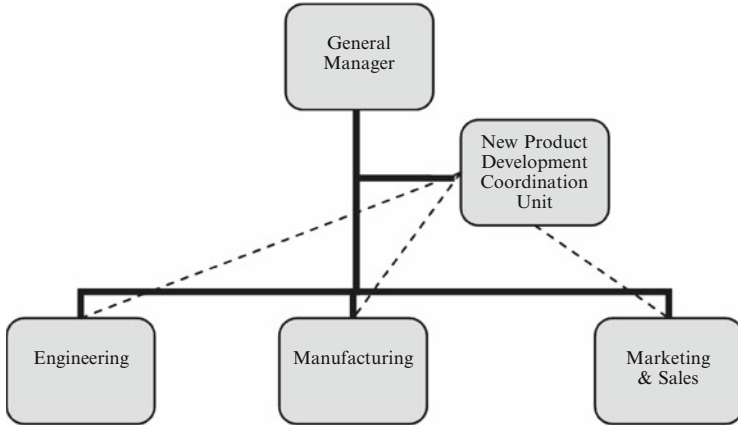 General
Manager
New Product
Development
Coordination
Unit
Engineering
Manufacturing
Marketing
& Sales